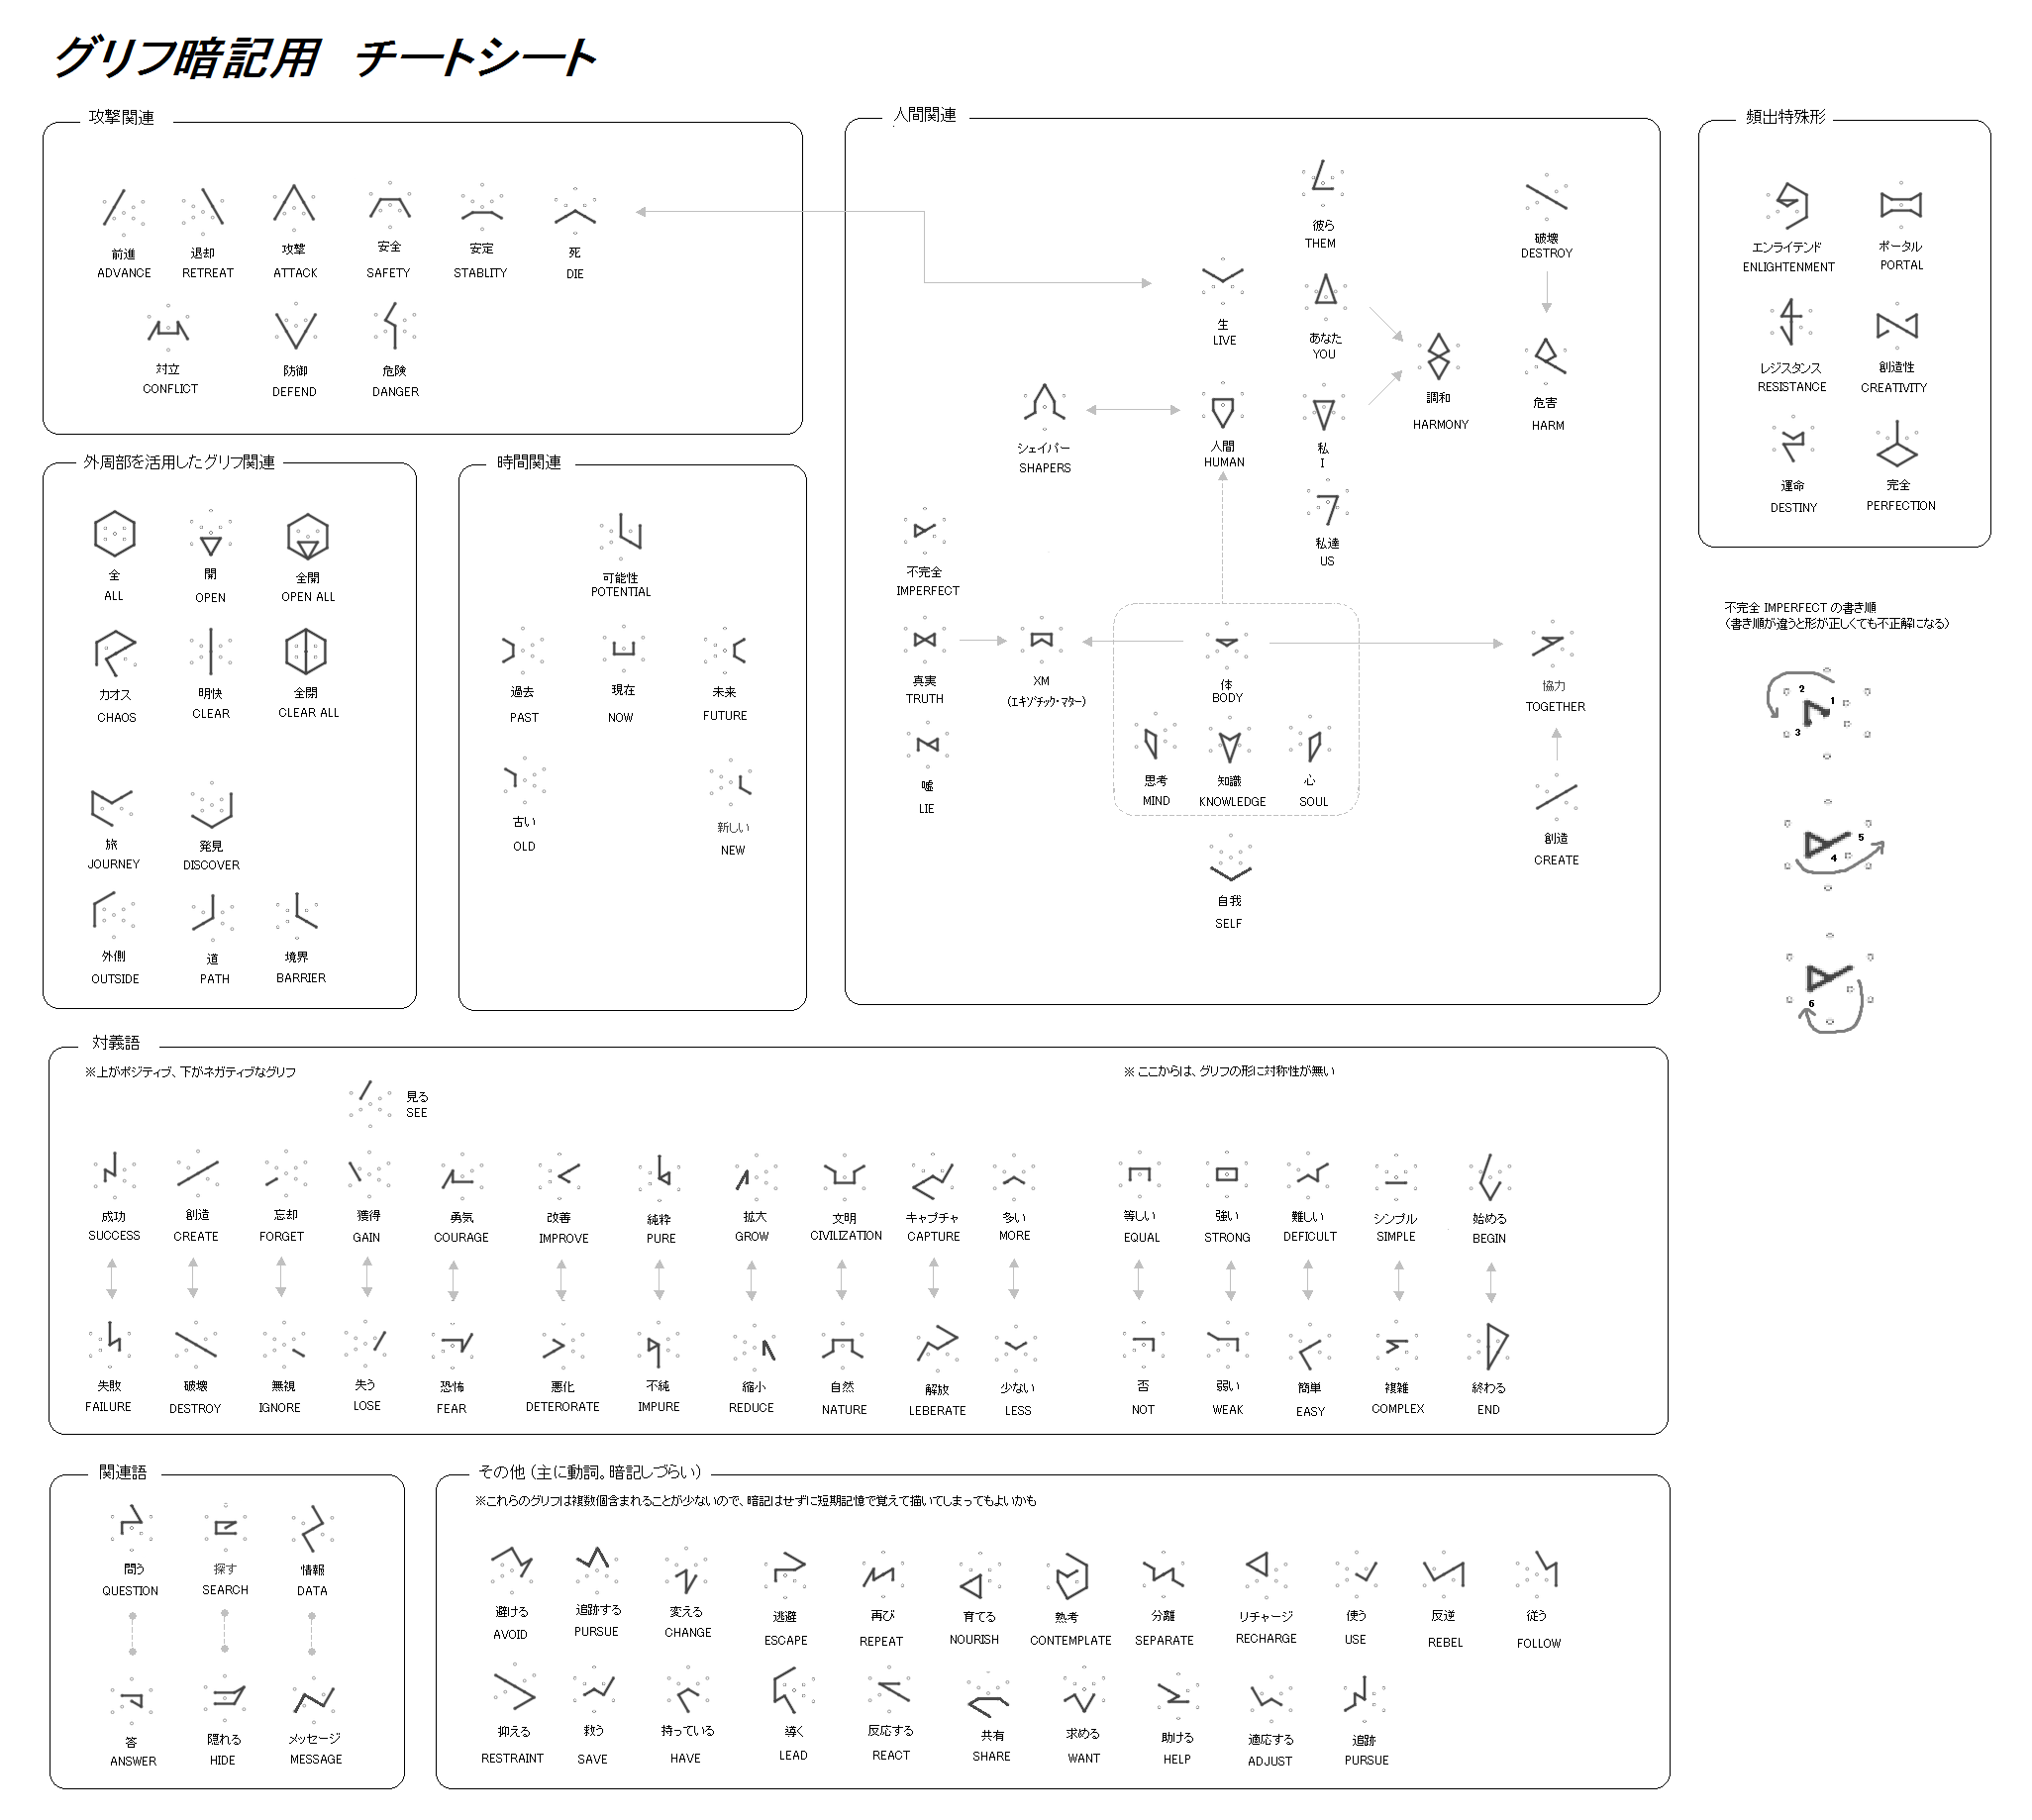 グリフ暗記用　チートシート
攻撃関連
前進
ADVANCE
退却
RETREAT
攻撃
ATTACK
安全
SAFETY
安定
STABLITY
死
DIE
対立
CONFLICT
防御
DEFEND
危険
DANGER
人間関連
彼ら
THEM
破壊
DESTROY
生
LIVE
あなた
YOU
調和
HARMONY
危害
HARM
シェイパー
SHAPERS
人間
HUMAN
私
I
私達
US
不完全
IMPERFECT
真実
TRUTH
XM
(エキゾチック・マター)
体
BODY
協力
TOGETHER
嘘
LIE
思考
MIND
知識
KNOWLEDGE
心
SOUL
創造
CREATE
自我
SELF
頻出特殊形
エンライテンド
ENLIGHTENMENT
ポータル
PORTAL
レジスタンス
RESISTANCE
創造性
CREATIVITY
運命
DESTINY
完全
PERFECTION
不完全 IMPERFECT の書き順
（書き順が違うと形が正しくても不正解になる）
1
2
3
4
5
6
外周部を活用したグリフ関連
全
ALL
開
OPEN
全開
OPEN ALL
カオス
CHAOS
明快
CLEAR
全閉
CLEAR ALL
旅
JOURNEY
発見
DISCOVER
外側
OUTSIDE
道
PATH
境界
BARRIER
時間関連
可能性
POTENTIAL
過去
PAST
現在
NOW
未来
FUTURE
古い
OLD
新しい
NEW
対義語
※上がポジティブ、下がネガティブなグリフ
※ここからは、グリフの形に対称性が無い
見る
SEE
成功
SUCCESS
創造
CREATE
忘却
FORGET
獲得
GAIN
勇気
COURAGE
改善
IMPROVE
純粋
PURE
拡大
GROW
文明
CIVILIZATION
キャプチャ
CAPTURE
多い
MORE
等しい
EQUAL
強い
STRONG
難しい
DEFICULT
シンプル
SIMPLE
始める
BEGIN
失敗
FAILURE
破壊
DESTROY
無視
IGNORE
失う
LOSE
恐怖
FEAR
悪化
DETERORATE
不純
IMPURE
縮小
REDUCE
自然
NATURE
解放
LEBERATE
少ない
LESS
否
NOT
弱い
WEAK
簡単
EASY
複雑
COMPLEX
終わる
END
関連語
問う
QUESTION
探す
SEARCH
情報
DATA
答
ANSWER
隠れる
HIDE
メッセージ
MESSAGE
その他（主に動詞。暗記しづらい）
※これらのグリフは複数個含まれることが少ないので、暗記はせずに短期記憶で覚えて描いてしまってもよいかも
避ける
AVOID
追跡する
PURSUE
変える
CHANGE
逃避
ESCAPE
再び
REPEAT
育てる
NOURISH
熟考
CONTEMPLATE
分離
SEPARATE
リチャージ
RECHARGE
使う
USE
反逆
REBEL
従う
FOLLOW
抑える
RESTRAINT
救う
SAVE
持っている
HAVE
導く
LEAD
反応する
REACT
共有
SHARE
求める
WANT
助ける
HELP
適応する
ADJUST
追跡
PURSUE